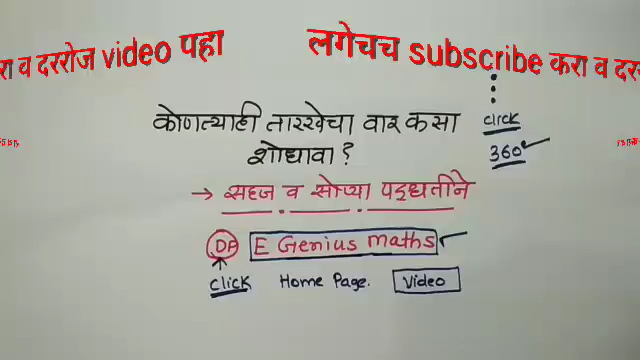 रा व दररोज video पहा
लगेचच subscribe करा व दर
कोणत्याही तारखेचा वार कसा
शोधावा ?
click
360°
→ सहज व सोप्या पद्धतीने
DP E Genius maths
click Home Page. Video